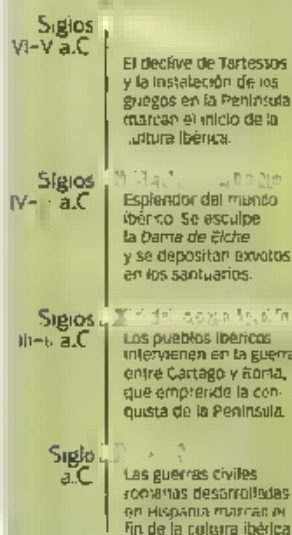 Siglos
VI-V a.C
El declive de Tartessos
y la instalación de los
griegos en la Península
marcan el inicio de la
cultura ibérica.
Siglos
IV- a.C
Esplendor del mundo
ibérico. Se esculpe
la Dama de Elche
y se depositan exvotos
en los santuarios.
Siglos
a.C
Los pueblos ibéricos
intervienen en la guerra
entre Cartago y Roma,
que emprende la con-
quista de la Península.
Siglo
a.C
Las guerras civiles
romanas desarrolladas
en Hispania marcan el
fin de la cultura ibérica